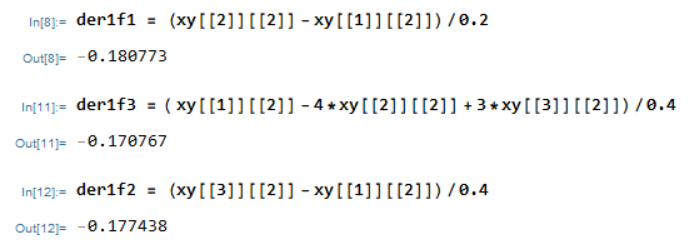 In[8]:= der1f1 = (xy[[2]][[2]] - xy[[1]][[2]]) / 0.2
Out[8]= -0.180773
In[11]:= der1f3 = ( xy[[1]][[2]] - 4 * xy[[2]][[2]] + 3 * xy[[3]][[2]]) / 0.4
Out[11]= -0.170767
In[12]:= der1f2 = (xy[[3]][[2]] - xy[[1]][[2]]) / 0.4
Out[12]= -0.177438